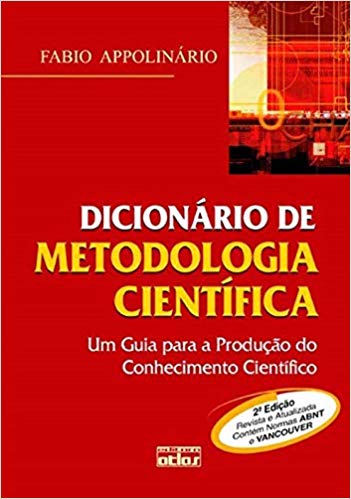 FABIO APPOLINÁRIO
DICIONÁRIO DE
METODOLOGIA
CIENTÍFICA
Um Guia para a Produção do
Conhecimento Científico
2ª Edição
Revista e Atualizada
Contém Normas ABNT
e VANCOUVER
atlas